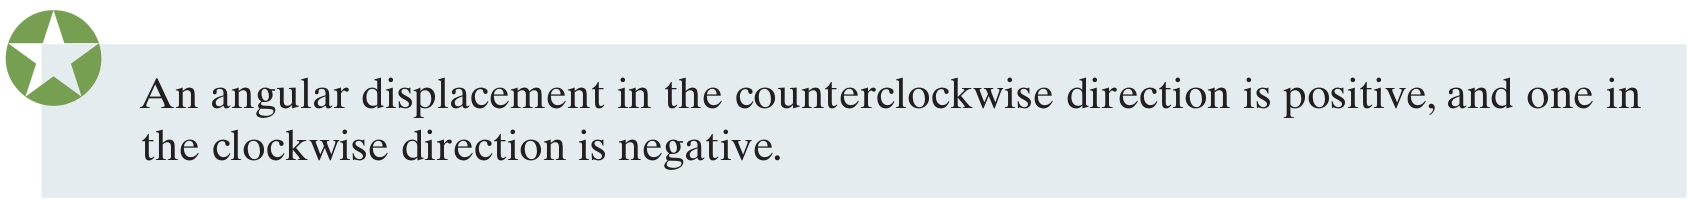 An angular displacement in the counterclockwise direction is positive, and one in
the clockwise direction is negative.